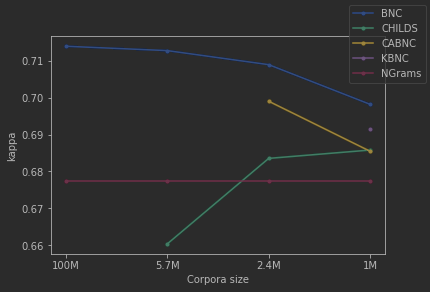 BNC
CHILDS
CABNC
KBNC
NGrams
0.71
0.70
0.69
0.68
0.67
0.66
kappa
100M 5.7M 2.4M 1M
Corpora size